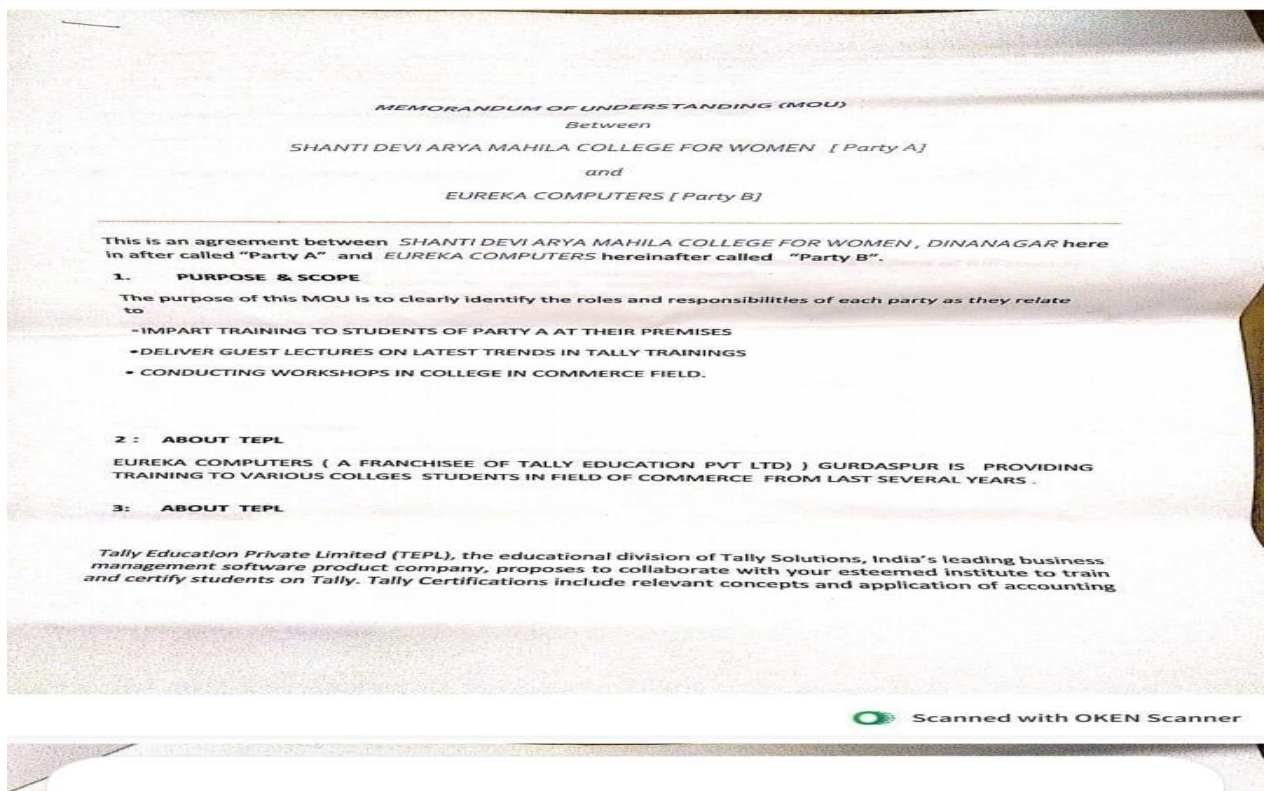 MEMORANDUM OF UNDERSTANDING (MOU)
Between
SHANTI DEVI ARYA MAHILA COLLEGE FOR WOMEN [ Party A]
and
EUREKA COMPUTERS [ Party B]
This is an agreement between SHANTI DEVI ARYA MAHILA COLLEGE FOR WOMEN , DINANAGAR here
in after called “Party A” and EUREKA COMPUTERS hereinafter called “Party B”.
1. PURPOSE & SCOPE
The purpose of this MOU is to clearly identify the roles and responsibilities of each party as they relate
to
•IMPART TRAINING TO STUDENTS OF PARTY A AT THEIR PREMISES
•DELIVER GUEST LECTURES ON LATEST TRENDS IN TALLY TRAININGS
• CONDUCTING WORKSHOPS IN COLLEGE IN COMMERCE FIELD.
2 : ABOUT TEPL
EUREKA COMPUTERS ( A FRANCHISEE OF TALLY EDUCATION PVT LTD) ) GURDASPUR IS PROVIDING
TRAINING TO VARIOUS COLLGES STUDENTS IN FIELD OF COMMERCE FROM LAST SEVERAL YEARS .
3: ABOUT TEPL
Tally Education Private Limited (TEPL), the educational division of Tally Solutions, India’s leading business
management software product company, proposes to collaborate with your esteemed institute to train
and certify students on Tally. Tally Certifications include relevant concepts and application of accounting
Scanned with OKEN Scanner